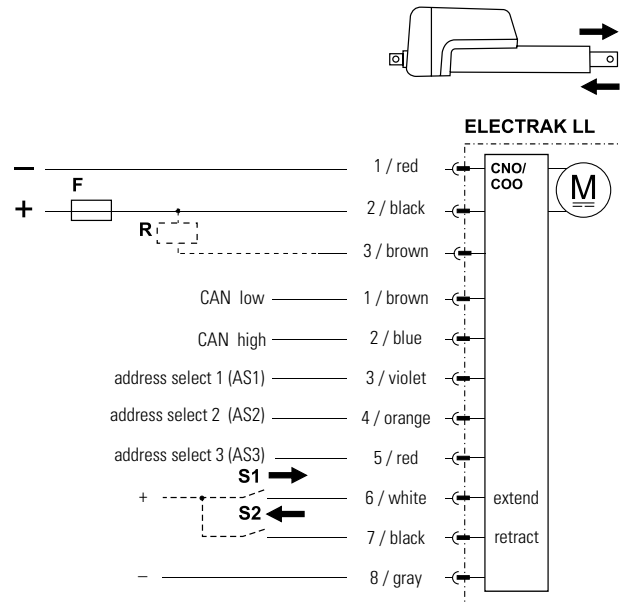 ELECTRAK LL
− 1 / red CNO/
COO
M
F
+ 2 / black
R
3 / brown
CAN low 1 / brown
CAN high 2 / blue
address select 1 (AS1) 3 / violet
address select 2 (AS2) 4 / orange
address select 3 (AS3) 5 / red
S1
+ 6 / white extend
S2
7 / black retract
− 8 / gray